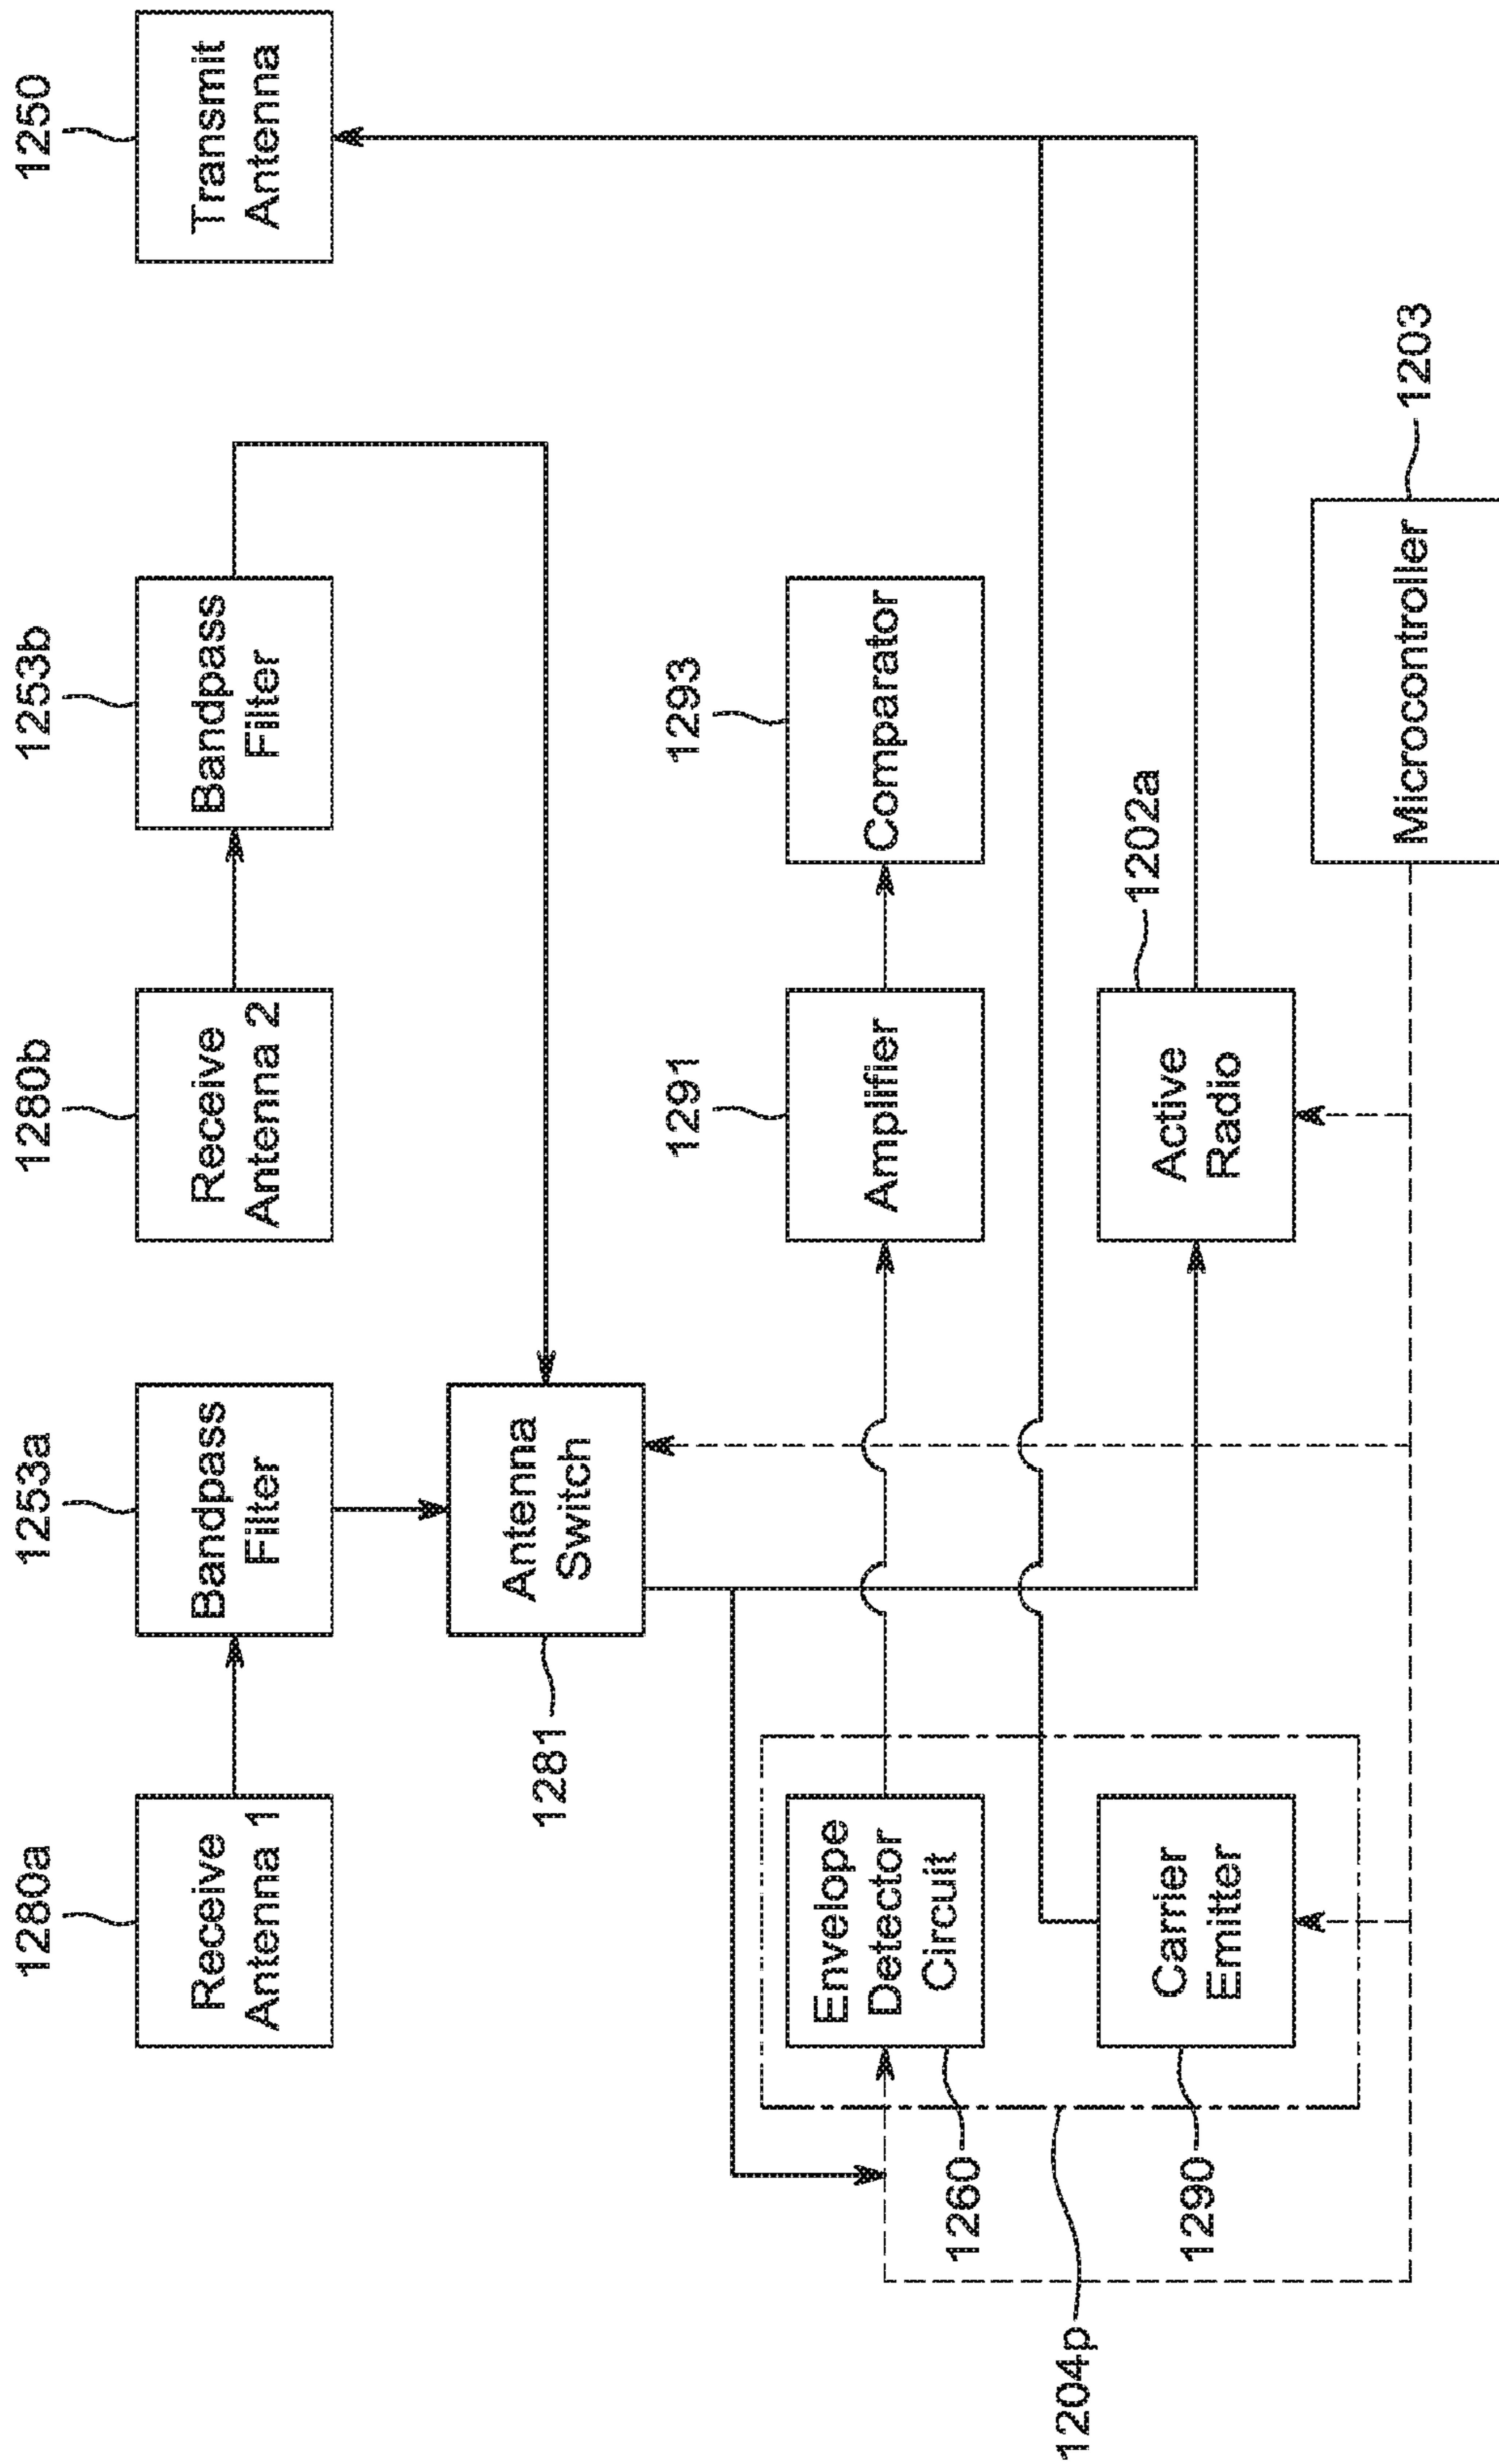 1280a
1253a
1280b
1253b
1250
Receive
Antenna 1
Bandpass
Filter
Receive
Antenna 2
Bandpass
Filter
Transmit
Antenna
Antenna
Switch
1281
1291
1293
Envelope
Detector
Circuit
Amplifier
Comparator
1260
1202a
Carrier
Emitter
Active
Radio
1290
1204p
Microcontroller
1203